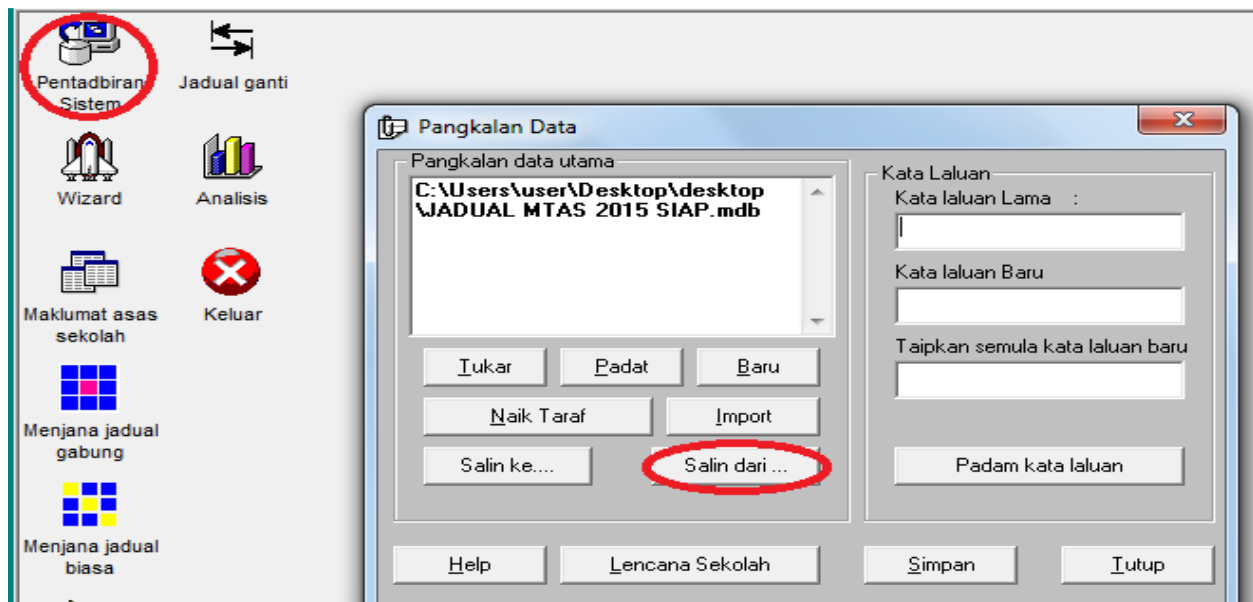 Pentadbiran
Sistem
Jadual ganti
Wizard
Analisis
Maklumat asas
sekolah
Keluar
Menjana jadual
gabung
Menjana jadual
biasa
Pangkalan Data
Pangkalan data utama
C:\Users\user\Desktop\desktop
\JADUAL MTAS 2015 SIAP.mdb
Tukar
Padat
Baru
Naik Taraf
Import
Salin ke....
Salin dari ...
Kata Laluan
Kata laluan Lama :
Kata laluan Baru
Taipkan semula kata laluan baru
Padam kata laluan
Help
Lencana Sekolah
Simpan
Tutup